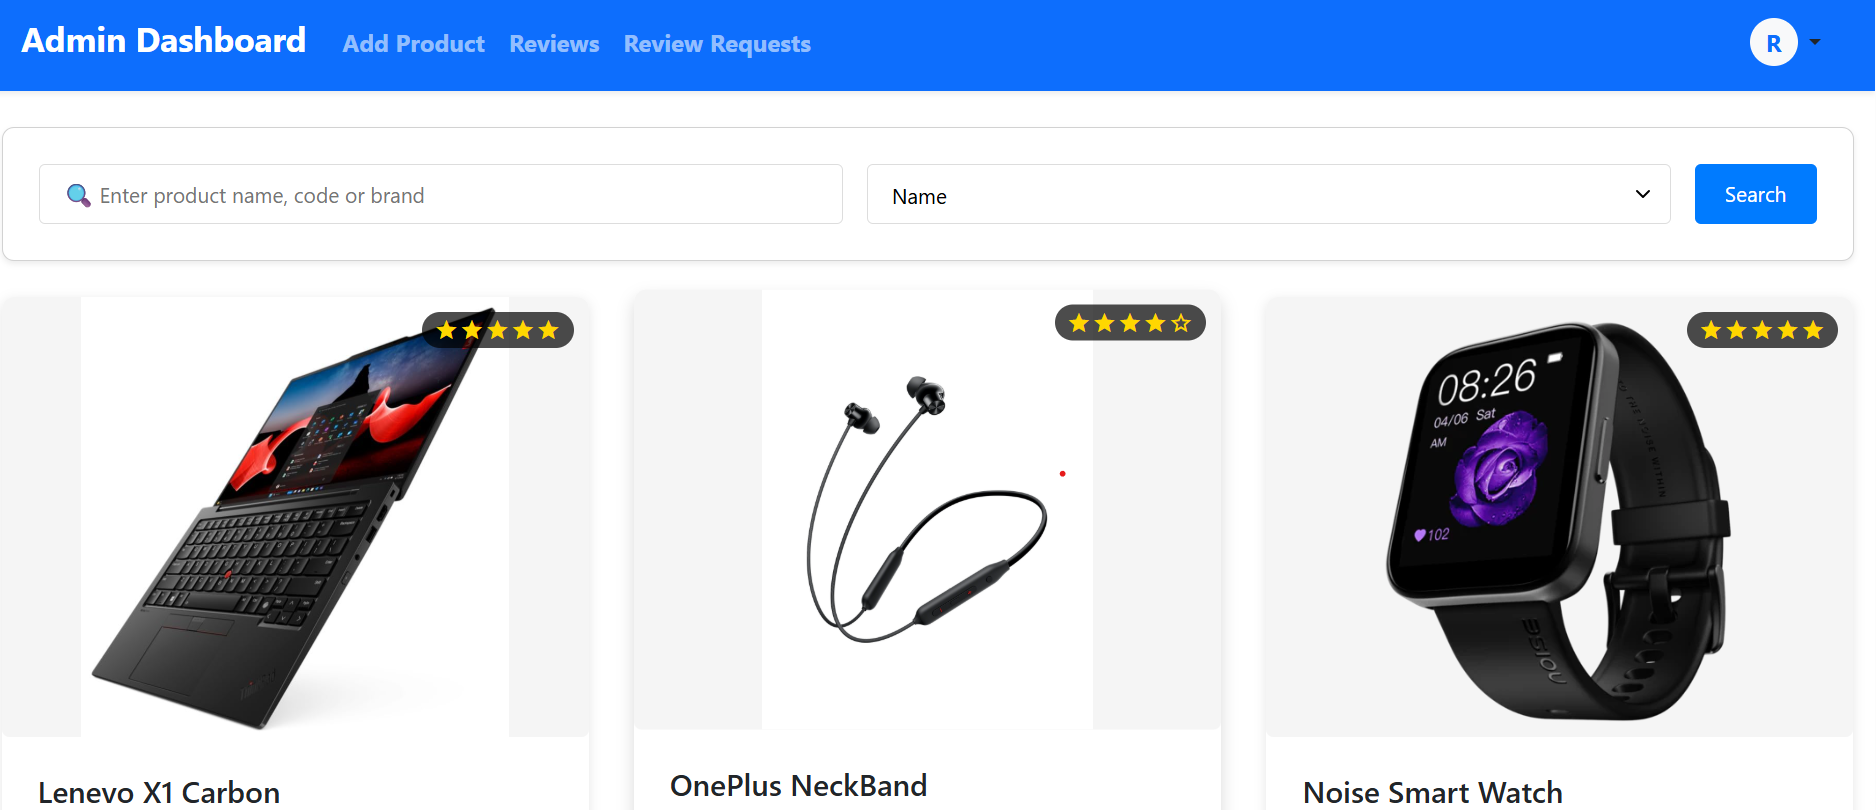 Admin Dashboard Add Product Reviews Review Requests R
Enter product name, code or brand Name Search
08:26
04/06 Sat
AM
102
noise
Lenevo X1 Carbon OnePlus NeckBand Noise Smart Watch